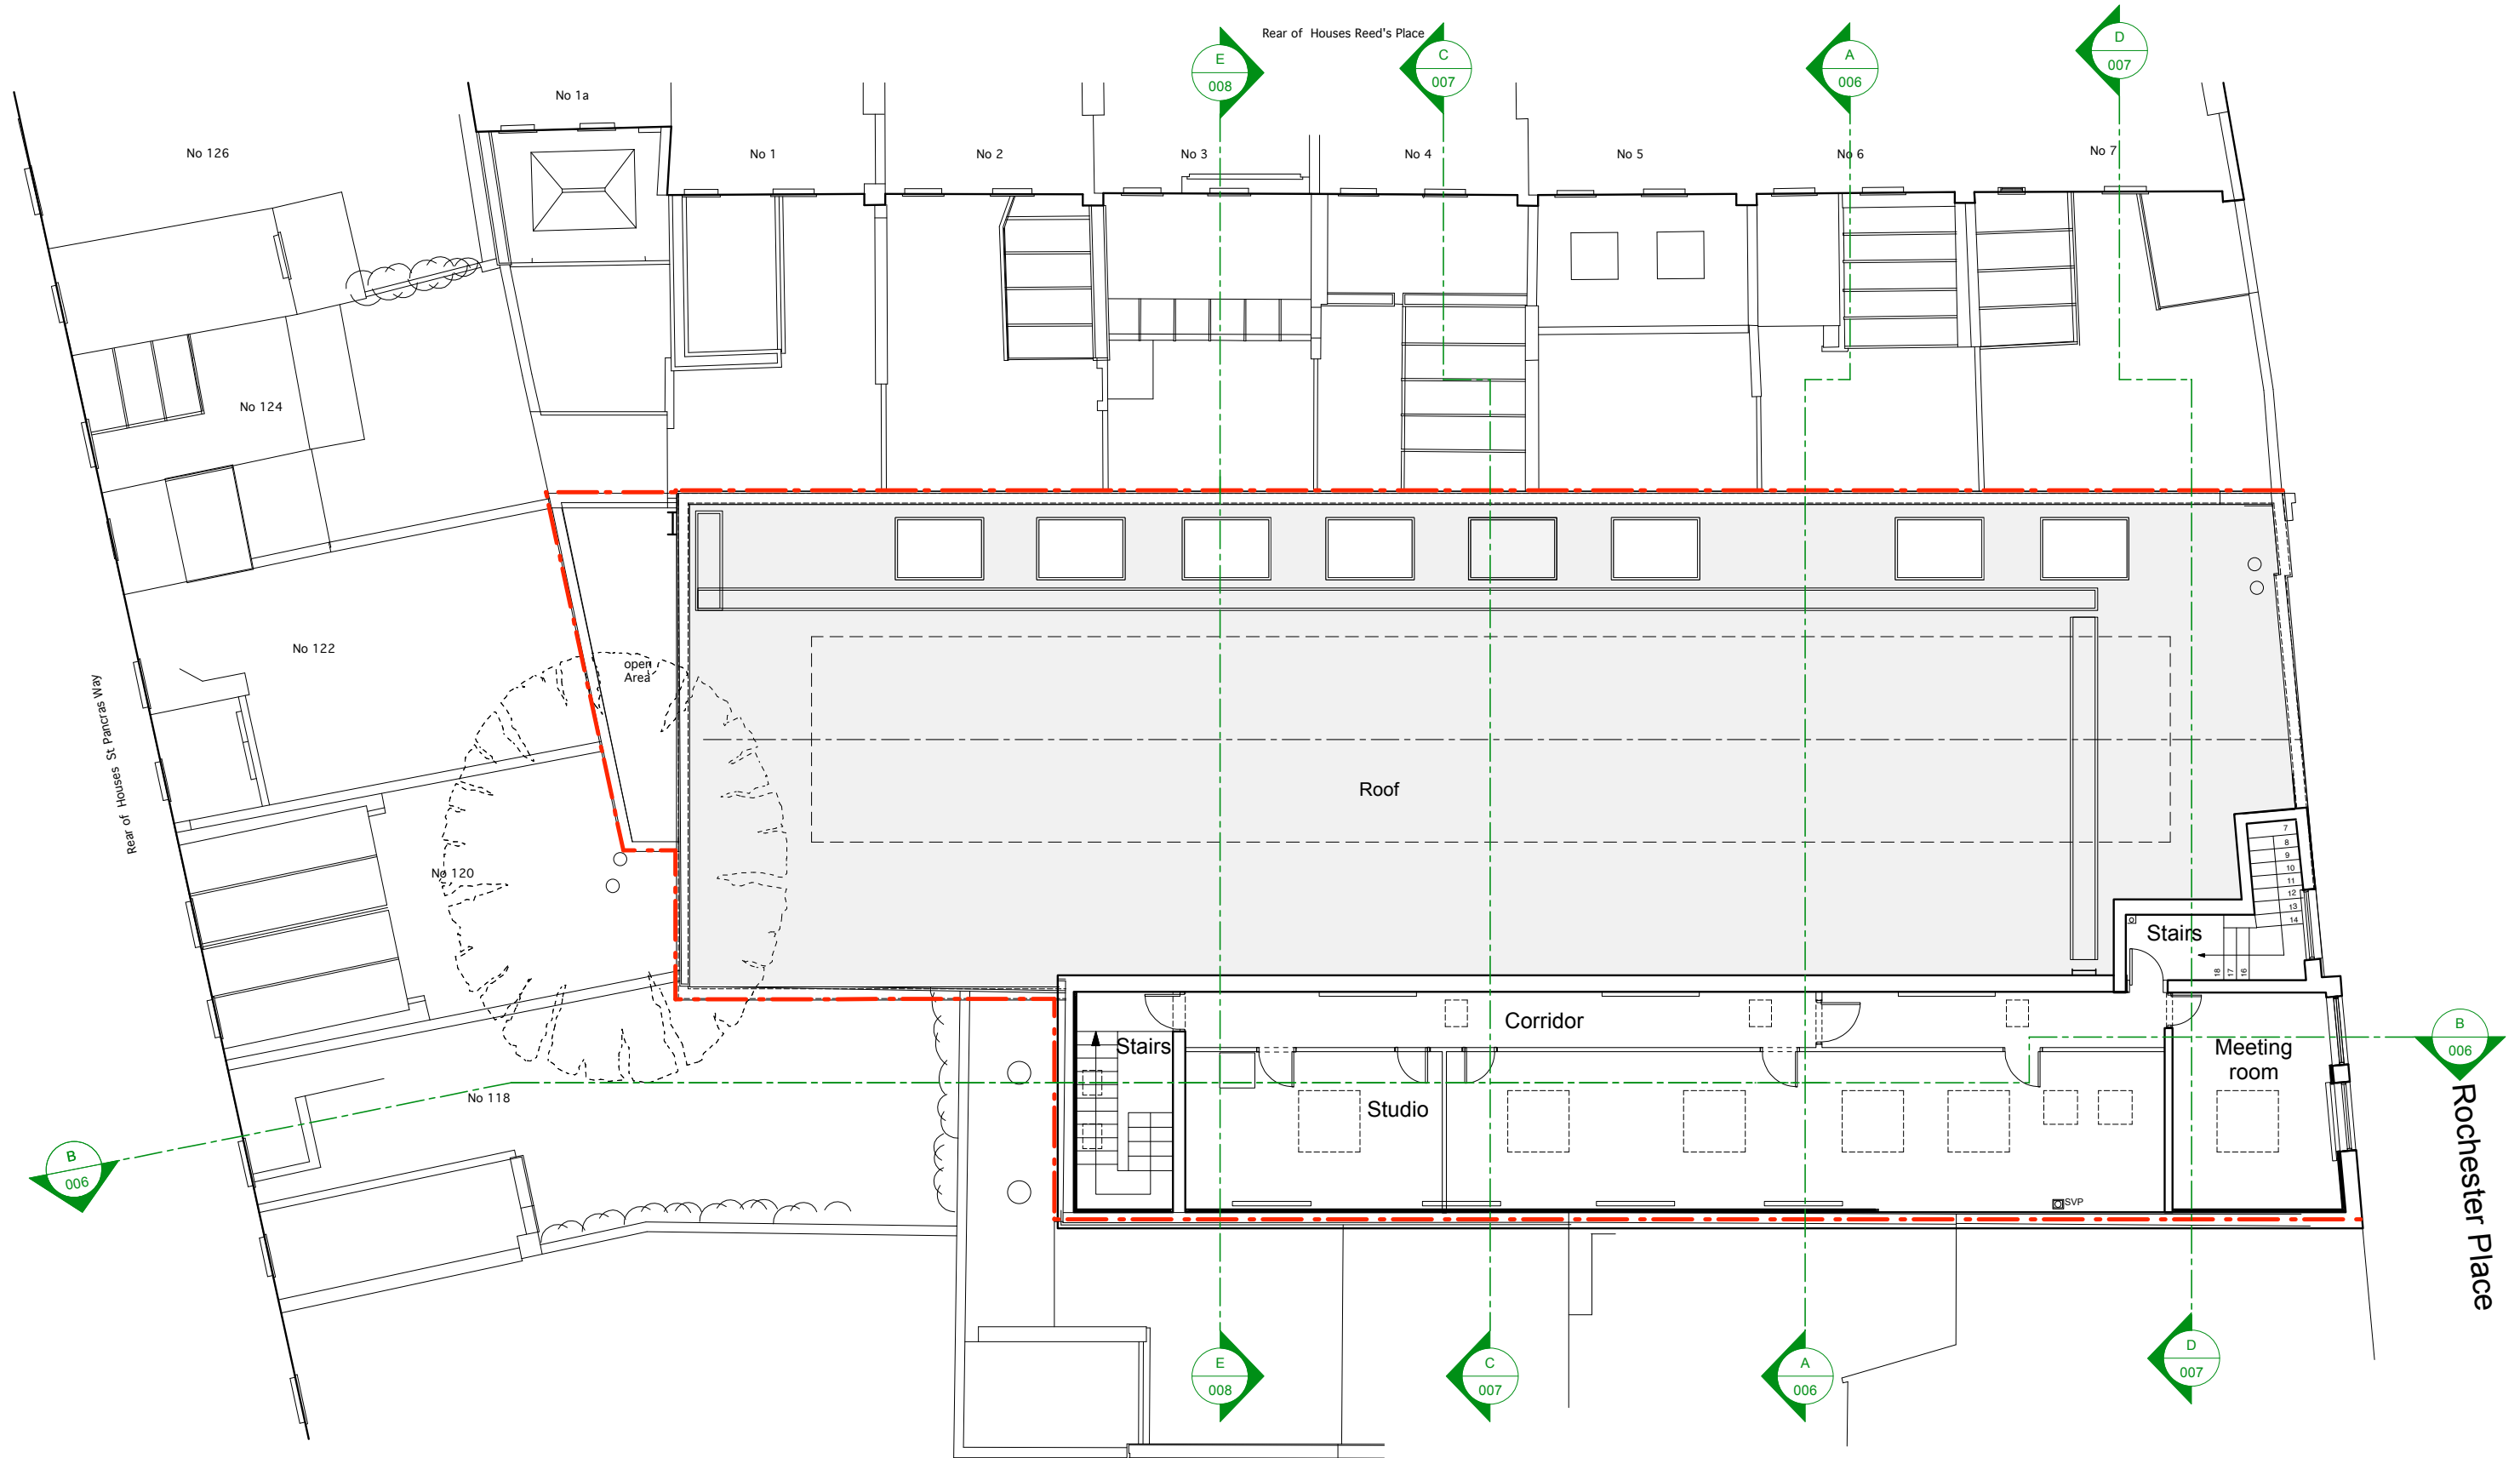 Rear of Houses Reed's Place
E
008
C
007
A
006
D
007
No 1a
No 126
No 1
No 2
No 3
No 4
No 5
No 6
No 7
No 124
No 122
open
Area
Rear of Houses St Pancras Way
Roof
No 120
7
8
9
10
11
12
13
14
Stairs
18
17
16
Corridor
Stairs
Meeting
room
B
006
Studio
No 118
B
006
SVP
Rochester Place
E
008
C
007
A
006
D
007